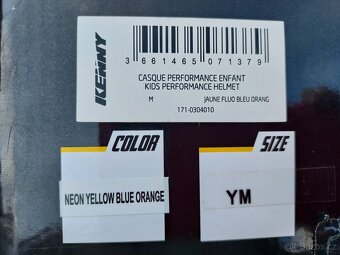 KENNY
3 661465 071379
CASQUE PERFORMANCE ENFANT
KIDS PERFORMANCE HELMET
M JAUNE FLUO BLEU ORANG
171-0304010
COLOR
SIZE
NEON YELLOW BLUE ORANGE
YM